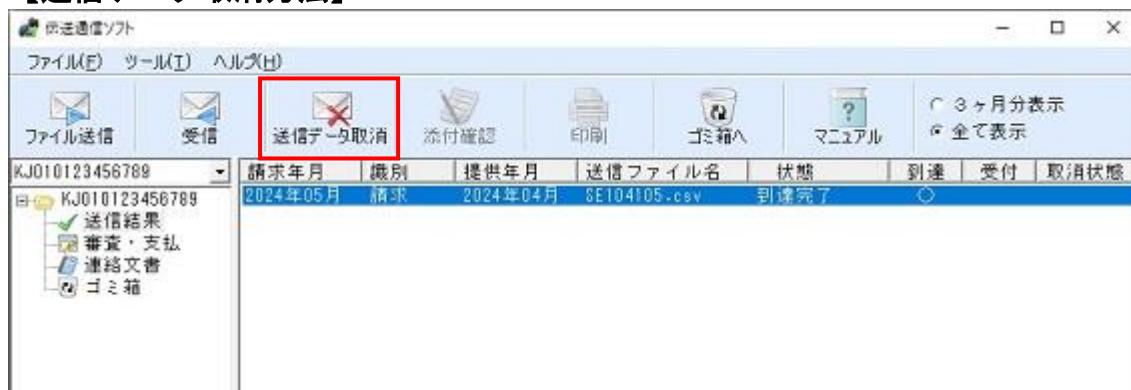 【送信データ取消方法】
伝送通信ソフト
ファイル(F) ツール(T) ヘルプ(H)
ファイル送信 受信 送信データ取消 添付確認 印刷 ゴミ箱へ マニュアル
3ヶ月分表示
全て表示
KJ010123456789
請求年月 識別 提供年月 送信ファイル名 状態 到達 受付 取消状態
KJ010123456789
2024年05月 請求 2024年04月 SE104105.csv 到達完了 ○
送信結果
審査・支払
連絡文書
ゴミ箱